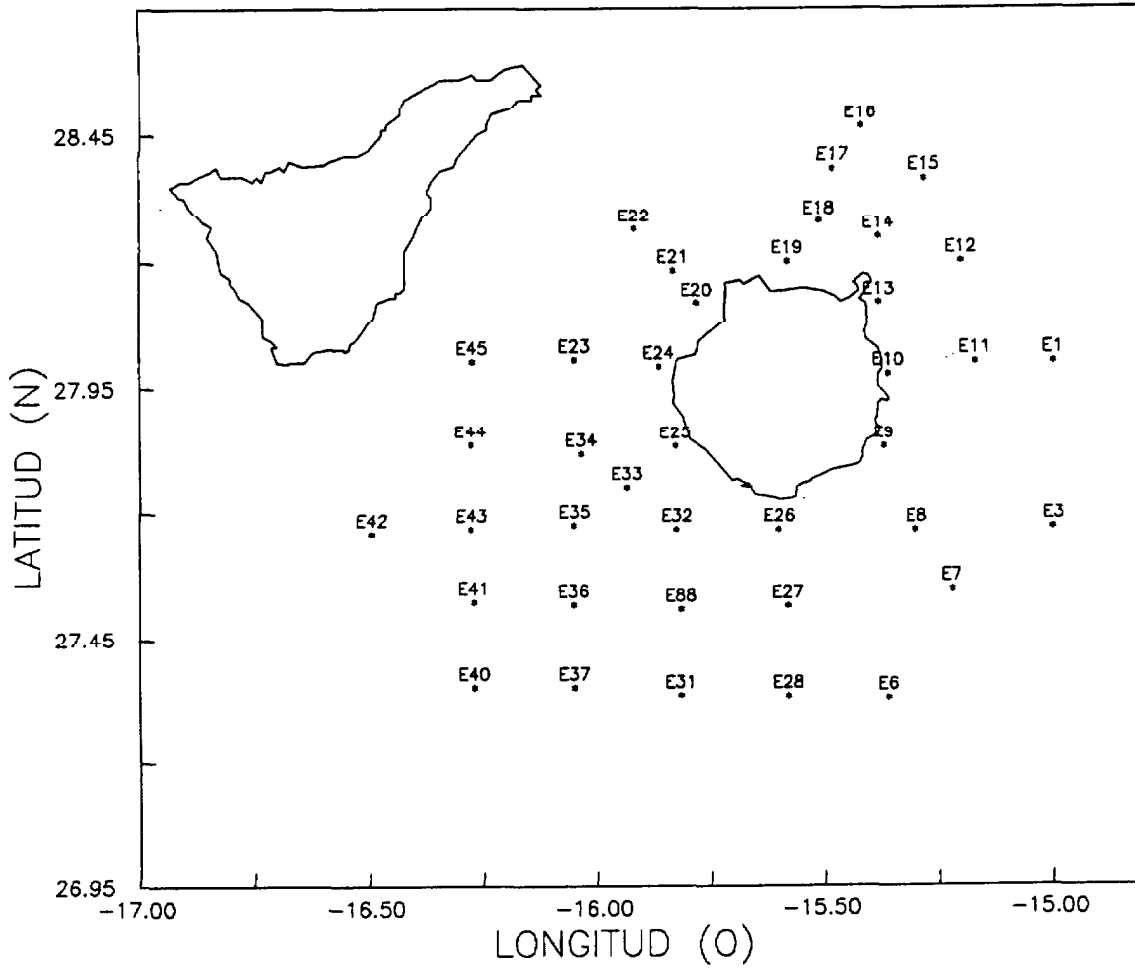 E16
28.45
E17
E15
E18
E22
E14
E19
E12
E21
E20
E13
E45
E23
E24
E11
E1
E10
27.95
E44
E34
E25
E9
E33
E42
E43
E35
E32
E26
E8
E3
E7
E41
E36
E88
E27
27.45
E40
E37
E31
E28
E6
26.95
-17.00
-16.50
-16.00
-15.50
-15.00
LATITUD (N)
LONGITUD (O)